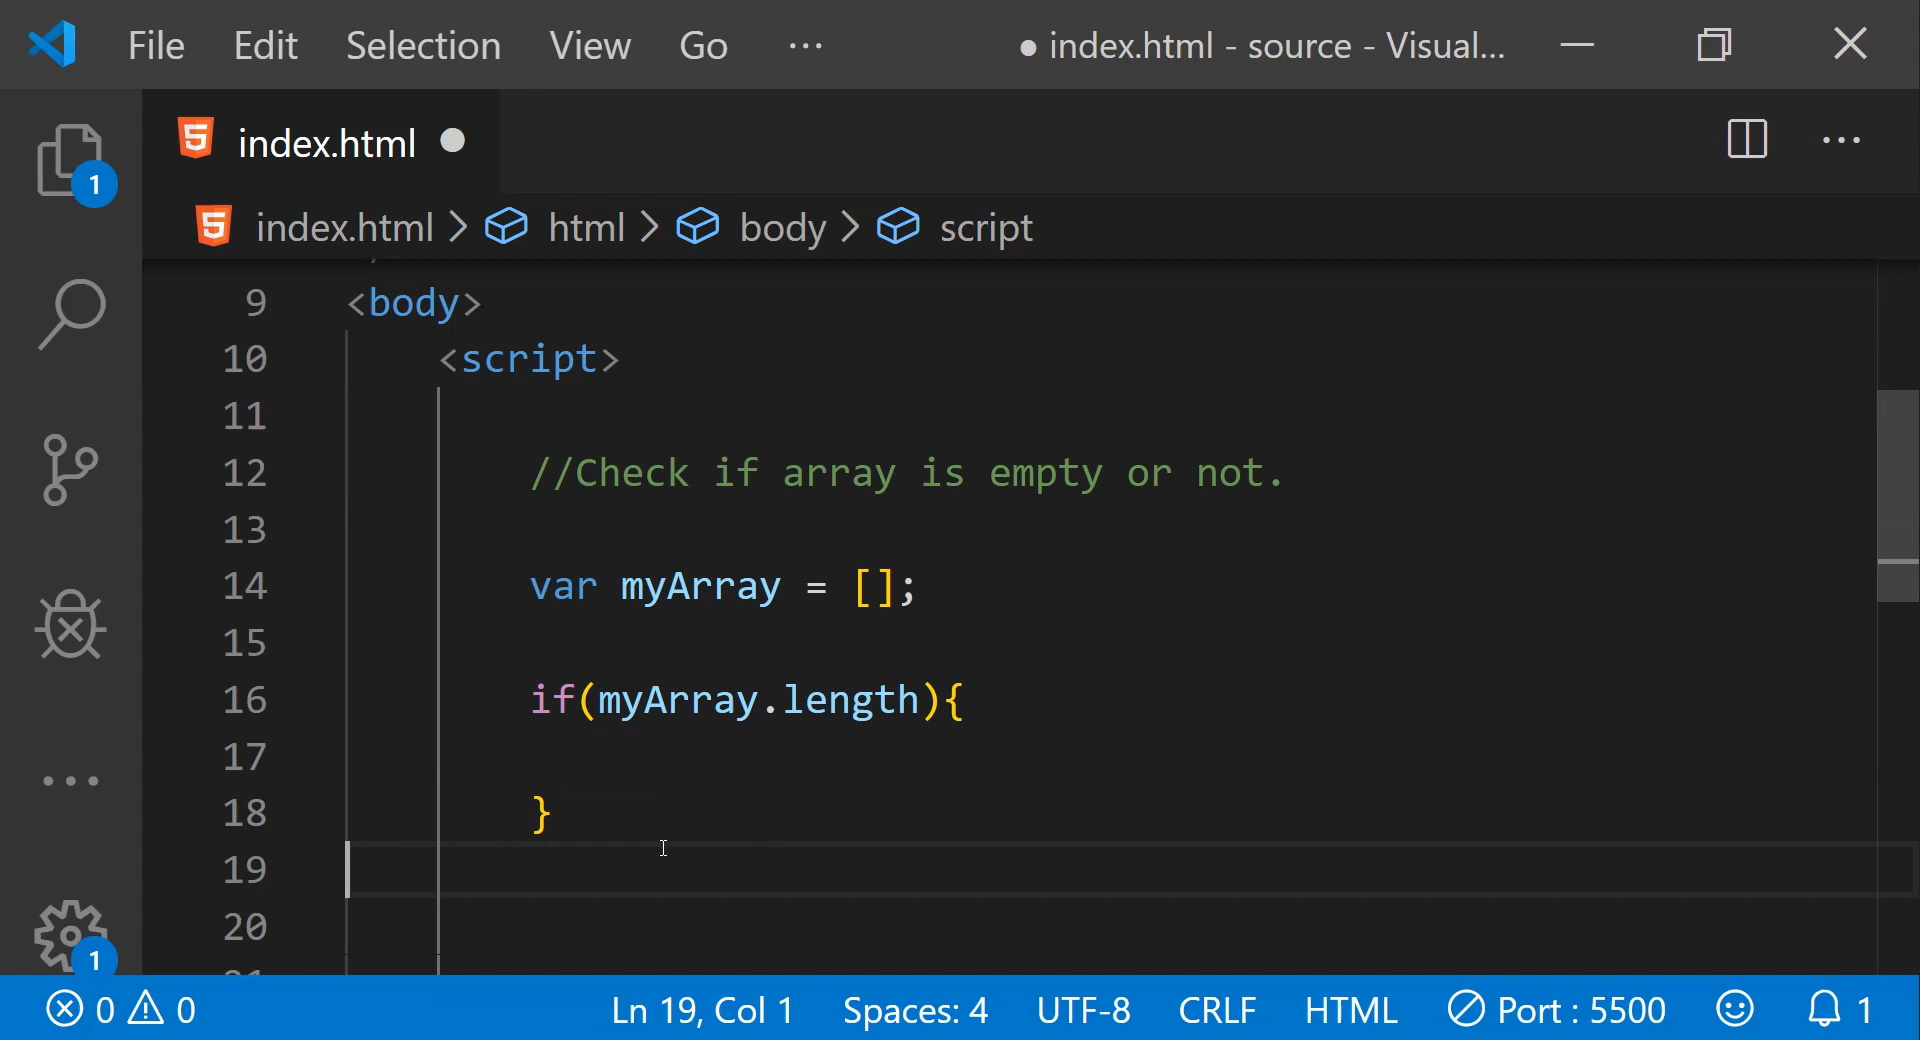 File Edit Selection View Go ··· ● index.html - source - Visual...
index.html ●
index.html > html > body > script
9 <body>
10 <script>
11
12 //Check if array is empty or not.
13
14 var myArray = [];
15
16 if(myArray.length){
17
18 }
19
20
1
1
0 0 Ln 19, Col 1 Spaces: 4 UTF-8 CRLF HTML Port : 5500 1